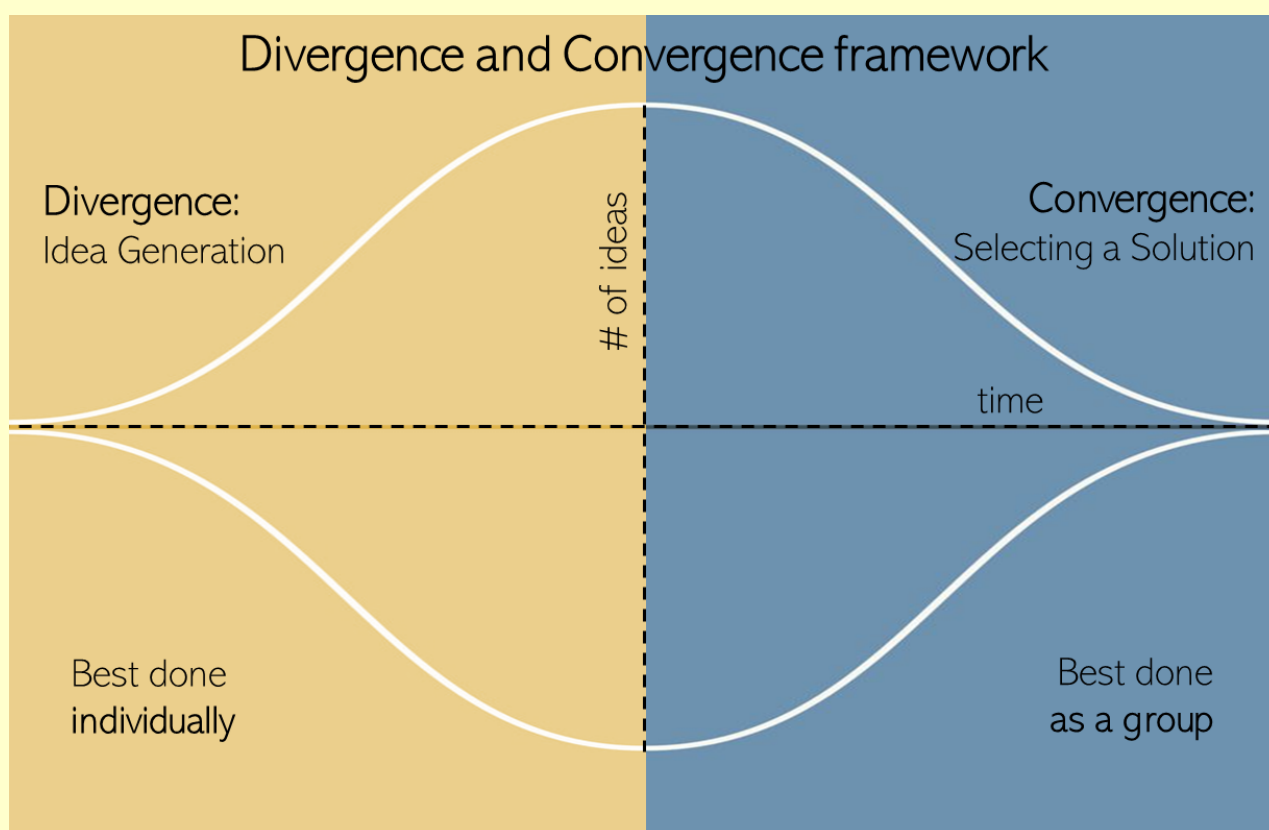 Divergence and Convergence framework
Divergence:
Idea Generation
# of ideas
Convergence:
Selecting a Solution
time
Best done
individually
Best done
as a group